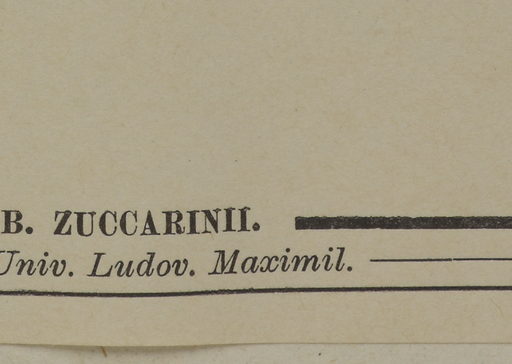 B. ZUCCARINII.
Univ. Ludov. Maximil.